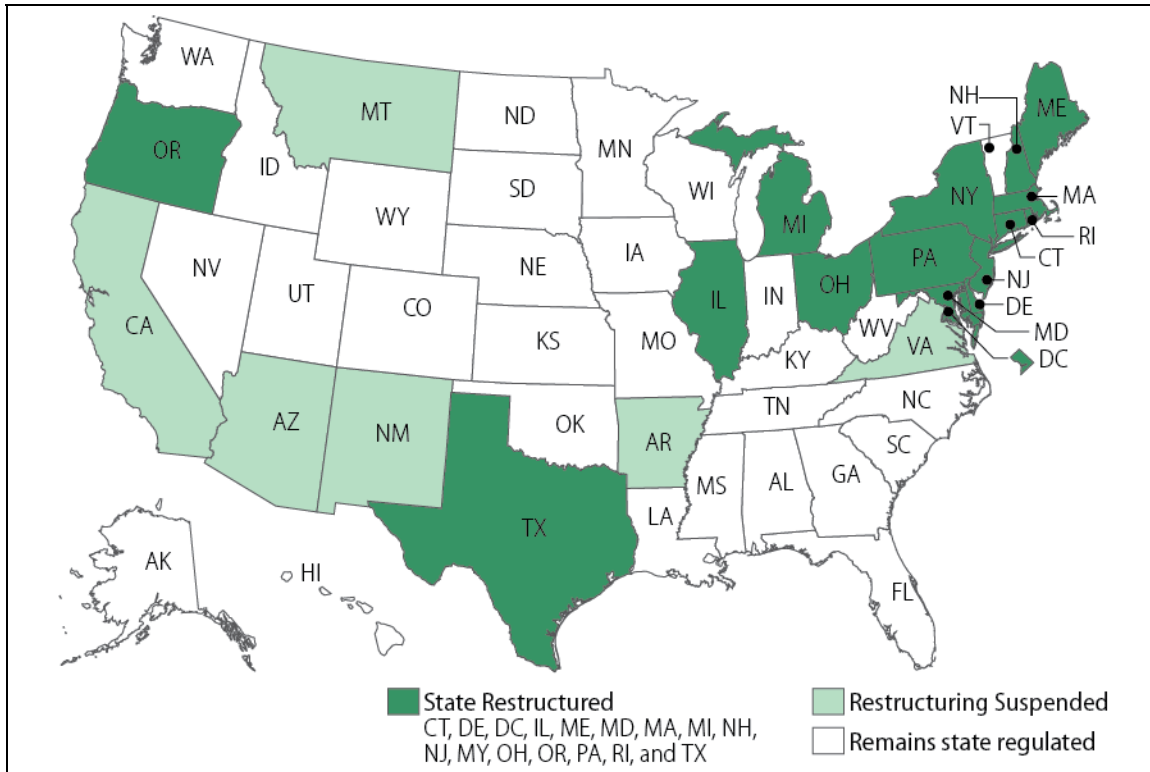 WA
MT
ND
MN
NH
VT
ME
OR
ID
SD
WI
NY
MA
WY
MI
RI
CT
IA
PA
NE
NJ
NV
OH
IL
IN
DE
UT
CO
MD
CA
WV
KS
MO
VA
DC
KY
NC
TN
AZ
OK
NM
AR
SC
MS
AL
GA
LA
TX
AK
HI
FL
State Restructured
CT, DE, DC, IL, ME, MD, MA, MI, NH,
NJ, MY, OH, OR, PA, RI, and TX
Restructuring Suspended
Remains state regulated